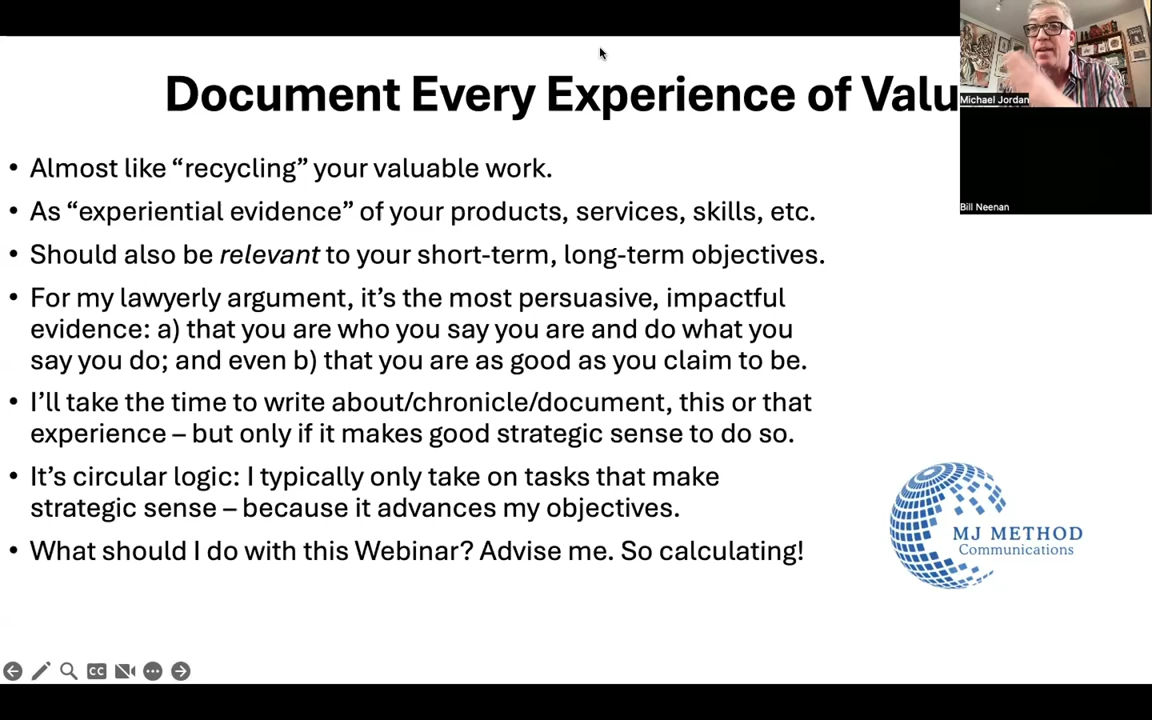 Document Every Experience of Valu
Michael Jordan
Bill Neenan
• Almost like “recycling” your valuable work.
• As “experiential evidence” of your products, services, skills, etc.
• Should also be relevant to your short-term, long-term objectives.
• For my lawyerly argument, it’s the most persuasive, impactful
evidence: a) that you are who you say you are and do what you
say you do; and even b) that you are as good as you claim to be.
• I’ll take the time to write about/chronicle/document, this or that
experience – but only if it makes good strategic sense to do so.
• It’s circular logic: I typically only take on tasks that make
strategic sense – because it advances my objectives.
• What should I do with this Webinar? Advise me. So calculating!
MJ METHOD
Communications
CC